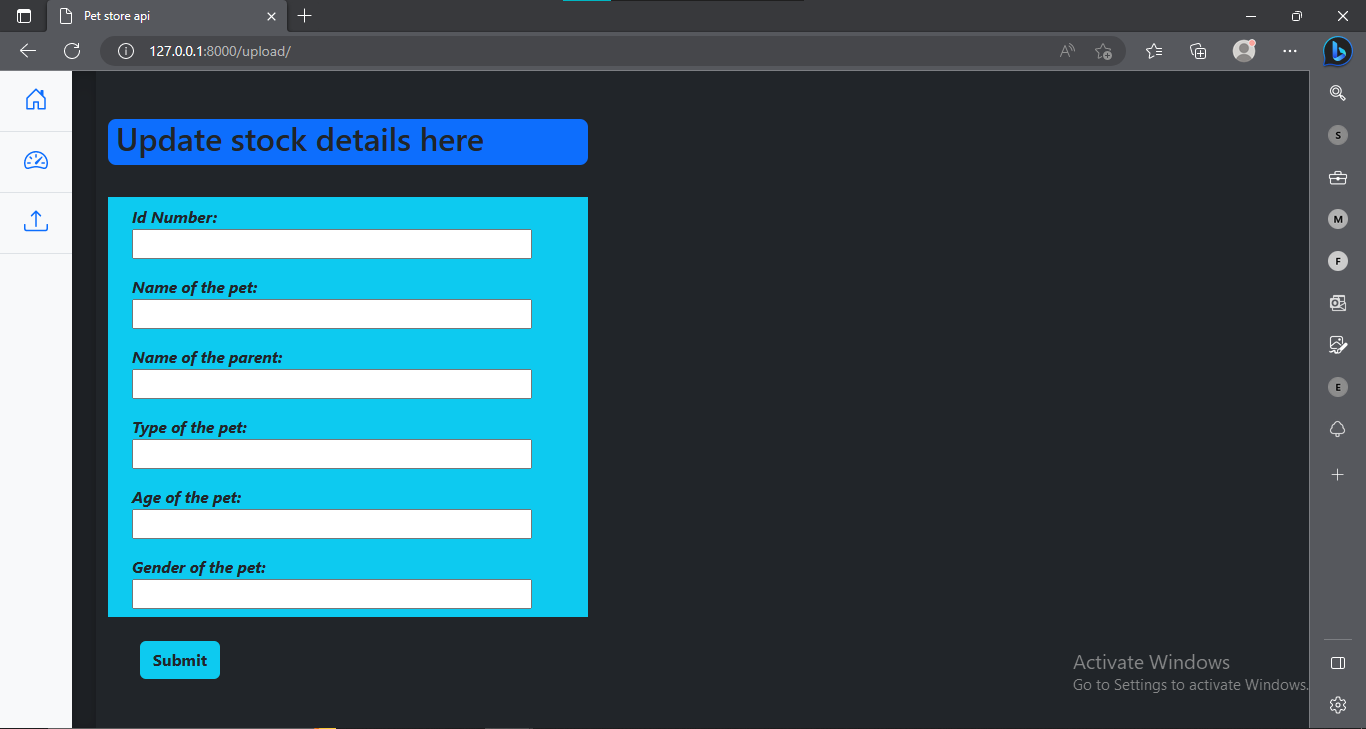 Pet store api
127.0.0.1:8000/upload/
A
S
M
F
E
Update stock details here
Id Number:
Name of the pet:
Name of the parent:
Type of the pet:
Age of the pet:
Gender of the pet:
Submit
Activate Windows
Go to Settings to activate Windows.